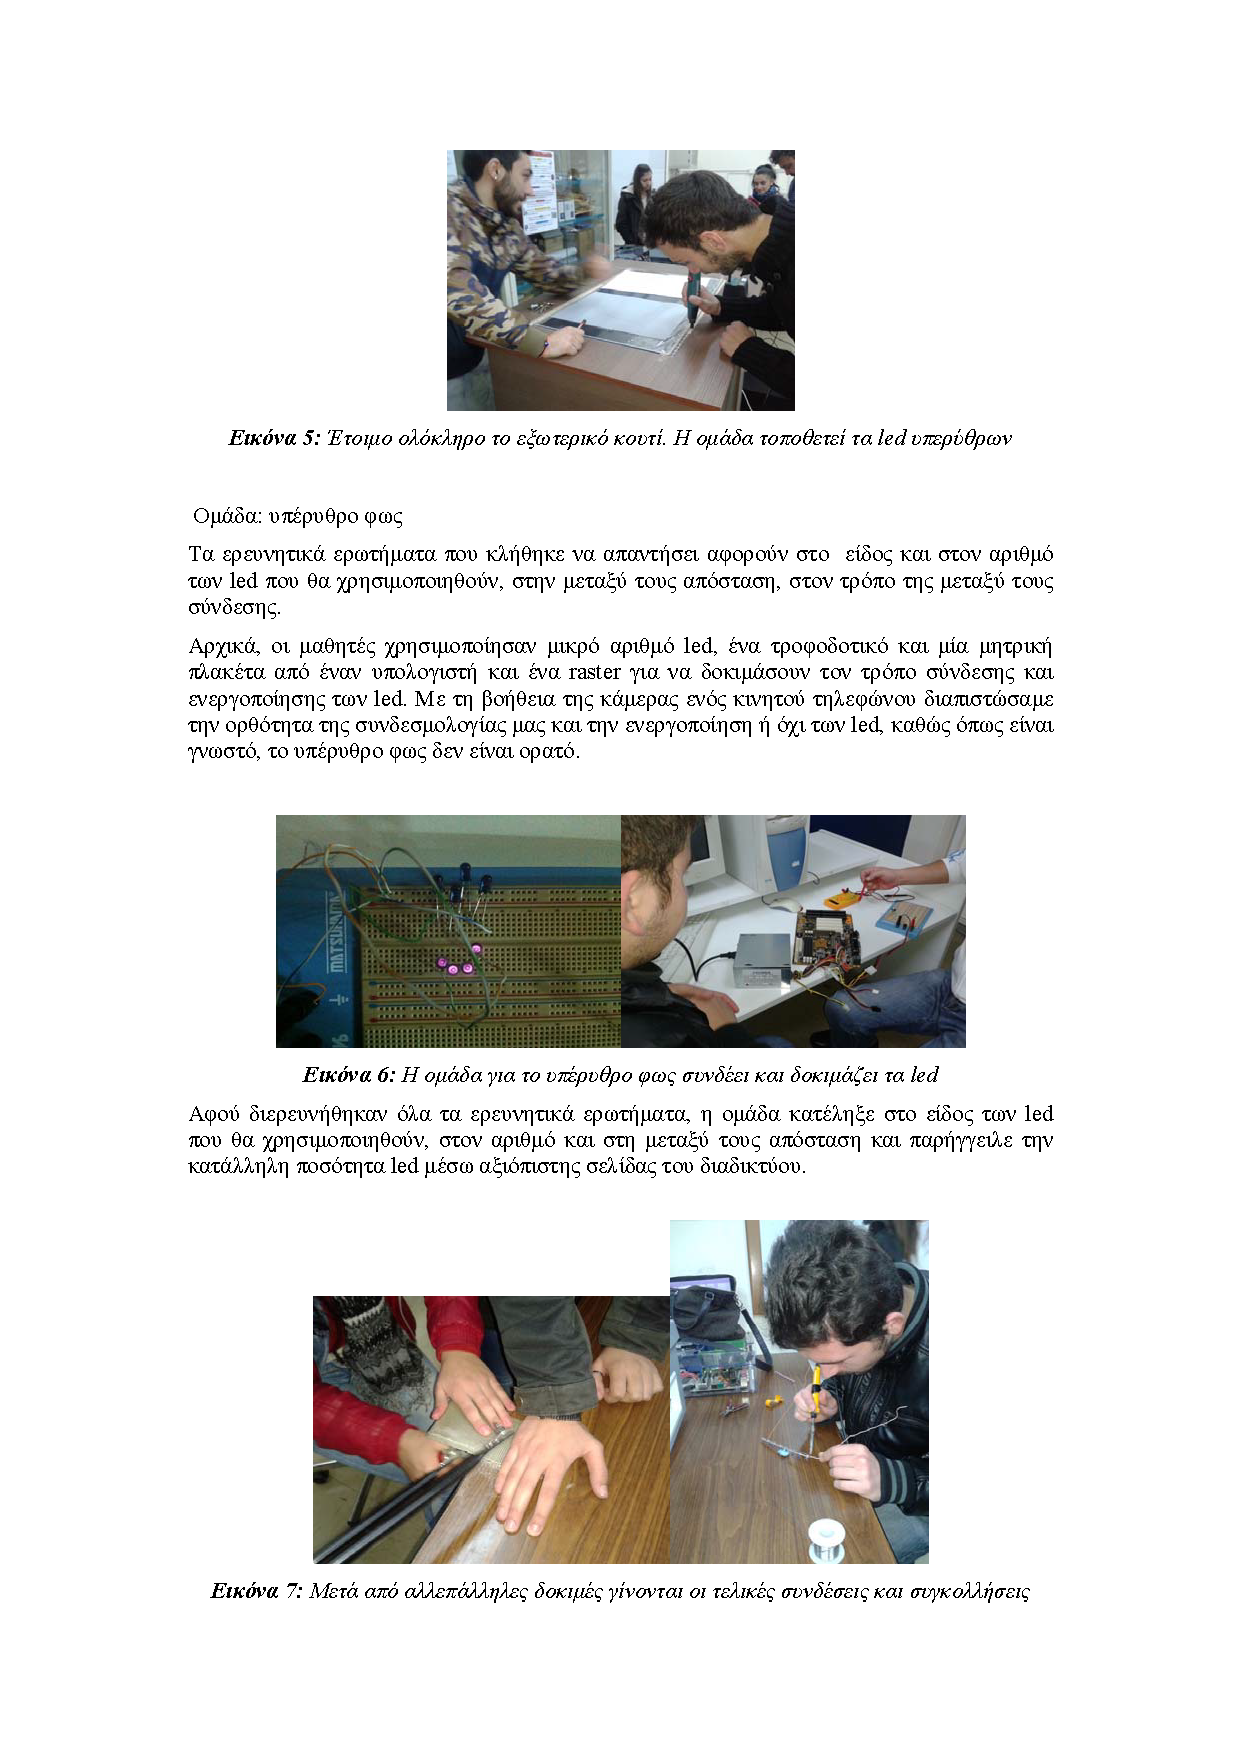 Εικόνα 5: Έτοιμο ολόκληρο το εξωτερικό κουτί. Η ομάδα τοποθετεί τα led υπερύθρων
Ομάδα: υπέρυθρο φως
Τα ερευνητικά ερωτήματα που κλήθηκε να απαντήσει αφορούν στο είδος και στον αριθμό
των led που θα χρησιμοποιηθούν, στην μεταξύ τους απόσταση, στον τρόπο της μεταξύ τους
σύνδεσης.
Αρχικά, οι μαθητές χρησιμοποίησαν μικρό αριθμό led, ένα τροφοδοτικό και μία μητρική
πλακέτα από έναν υπολογιστή και ένα raster για να δοκιμάσουν τον τρόπο σύνδεσης και
ενεργοποίησης των led. Με τη βοήθεια της κάμερας ενός κινητού τηλεφώνου διαπιστώσαμε
την ορθότητα της συνδεσμολογίας μας και την ενεργοποίηση ή όχι των led, καθώς όπως είναι
γνωστό, το υπέρυθρο φως δεν είναι ορατό.
MATSUNADA
Εικόνα 6: Η ομάδα για το υπέρυθρο φως συνδέει και δοκιμάζει τα led
Αφού διερευνήθηκαν όλα τα ερευνητικά ερωτήματα, η ομάδα κατέληξε στο είδος των led
που θα χρησιμοποιηθούν, στον αριθμό και στη μεταξύ τους απόσταση και παρήγγειλε την
κατάλληλη ποσότητα led μέσω αξιόπιστης σελίδας του διαδικτύου.
Εικόνα 7: Μετά από αλλεπάλληλες δοκιμές γίνονται οι τελικές συνδέσεις και συγκολλήσεις